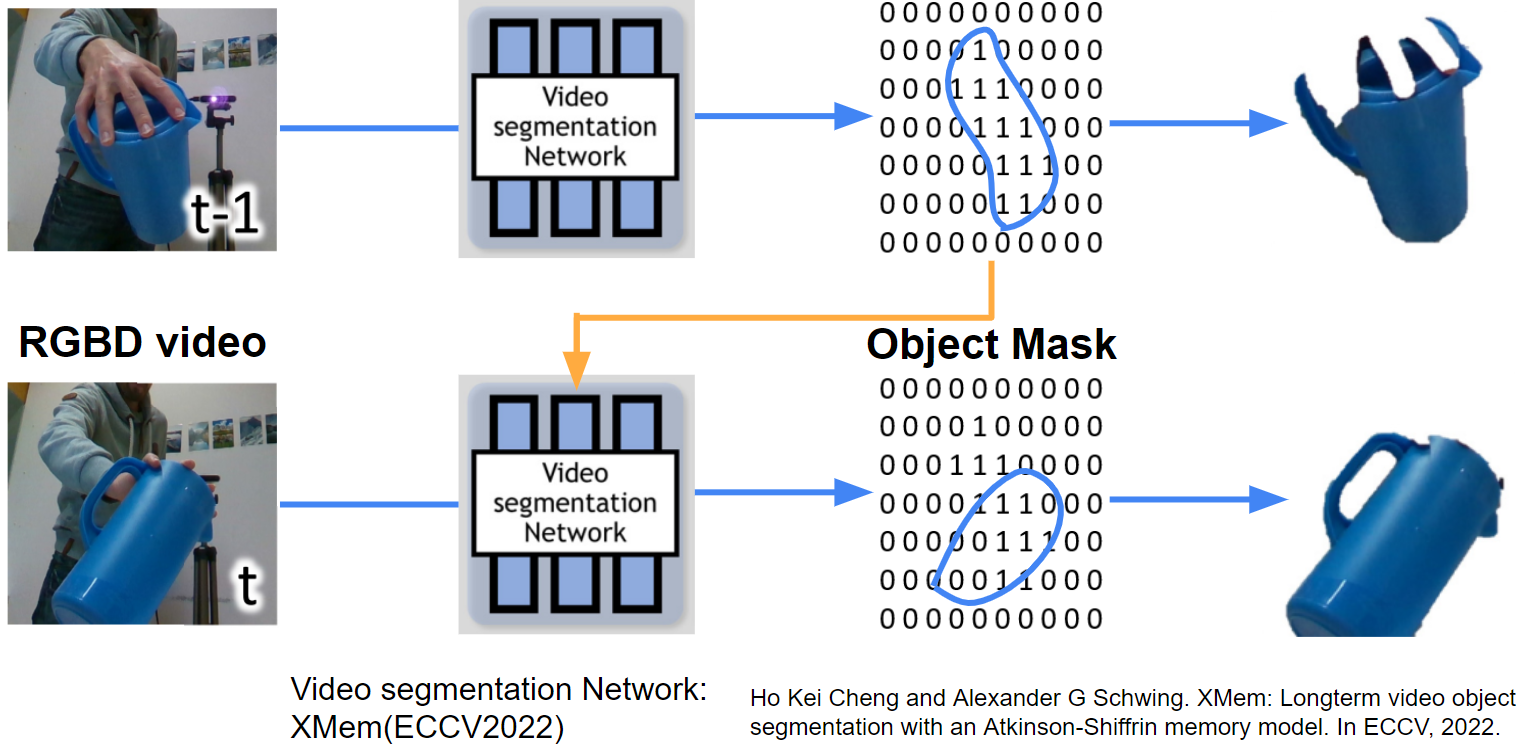 0 0 0 0 0 0 0 0 0 0
0 0 0 0 1 0 0 0 0 0
0 0 0 1 1 1 0 0 0 0
0 0 0 0 1 1 1 0 0 0
0 0 0 0 0 1 1 1 0 0
0 0 0 0 0 1 1 0 0 0
0 0 0 0 0 0 0 0 0 0
Video
segmentation
Network
t-1
RGBD video
Object Mask
0 0 0 0 0 0 0 0 0 0
0 0 0 0 1 0 0 0 0 0
0 0 0 1 1 1 0 0 0 0
0 0 0 0 1 1 1 0 0 0
0 0 0 0 0 1 1 1 0 0
0 0 0 0 0 1 1 0 0 0
0 0 0 0 0 0 0 0 0 0
Video
segmentation
Network
t
Video segmentation Network:
XMem(ECCV2022)
Ho Kei Cheng and Alexander G Schwing. XMem: Longterm video object
segmentation with an Atkinson-Shiffrin memory model. In ECCV, 2022.